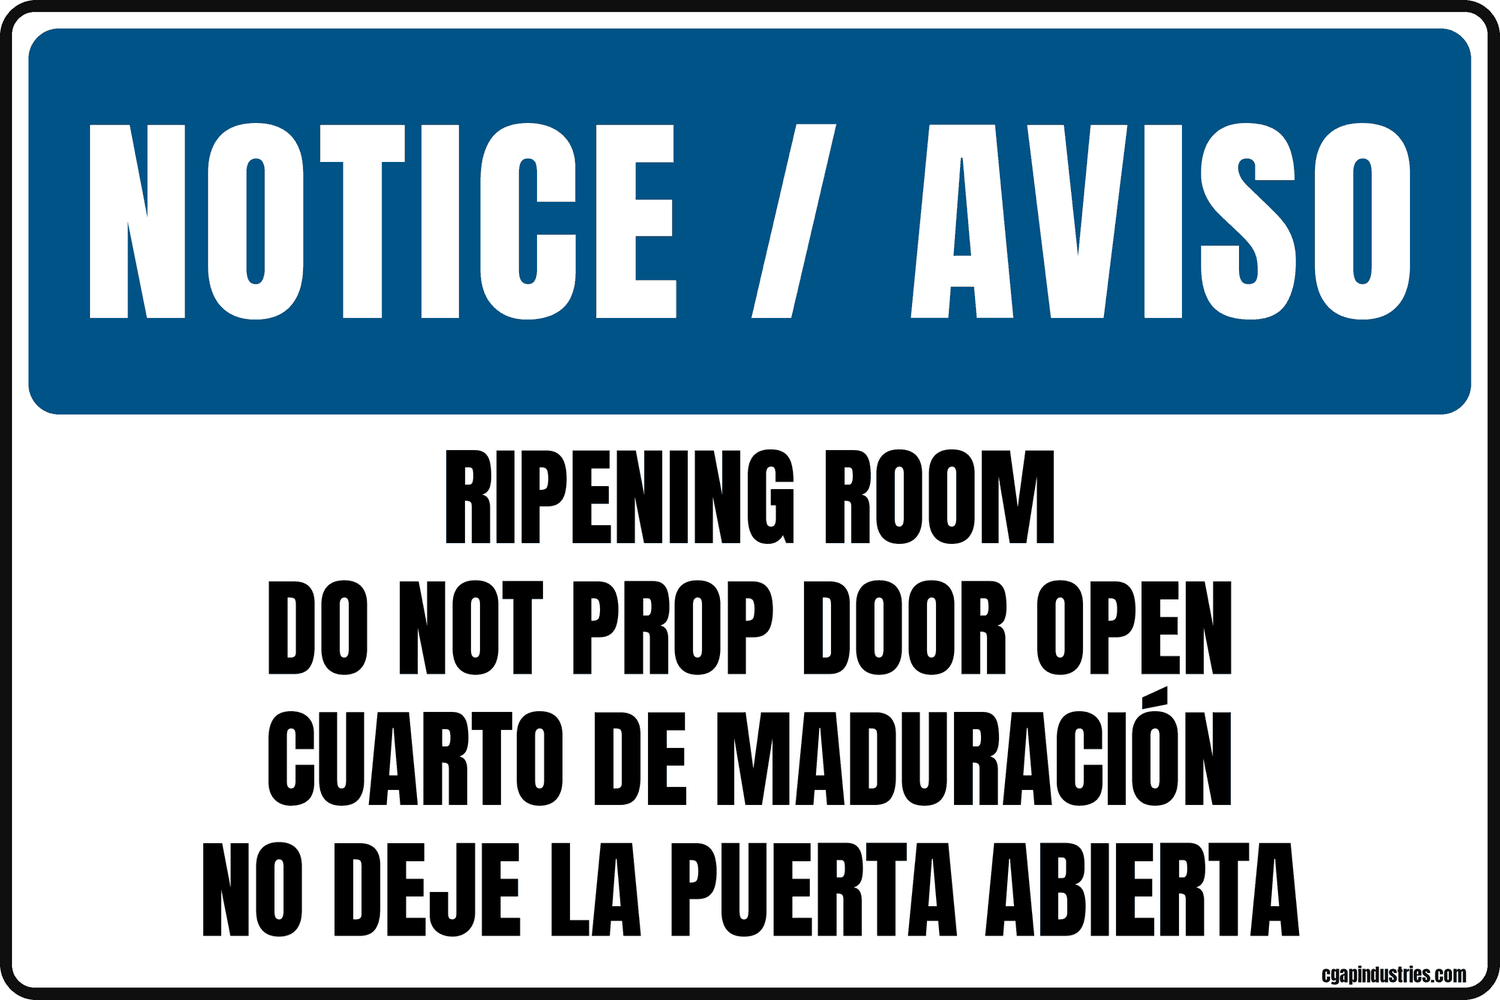 NOTICE / AVISO
RIPENING ROOM
DO NOT PROP DOOR OPEN
CUARTO DE MADURACIÓN
NO DEJE LA PUERTA ABIERTA
cgapindustries.com